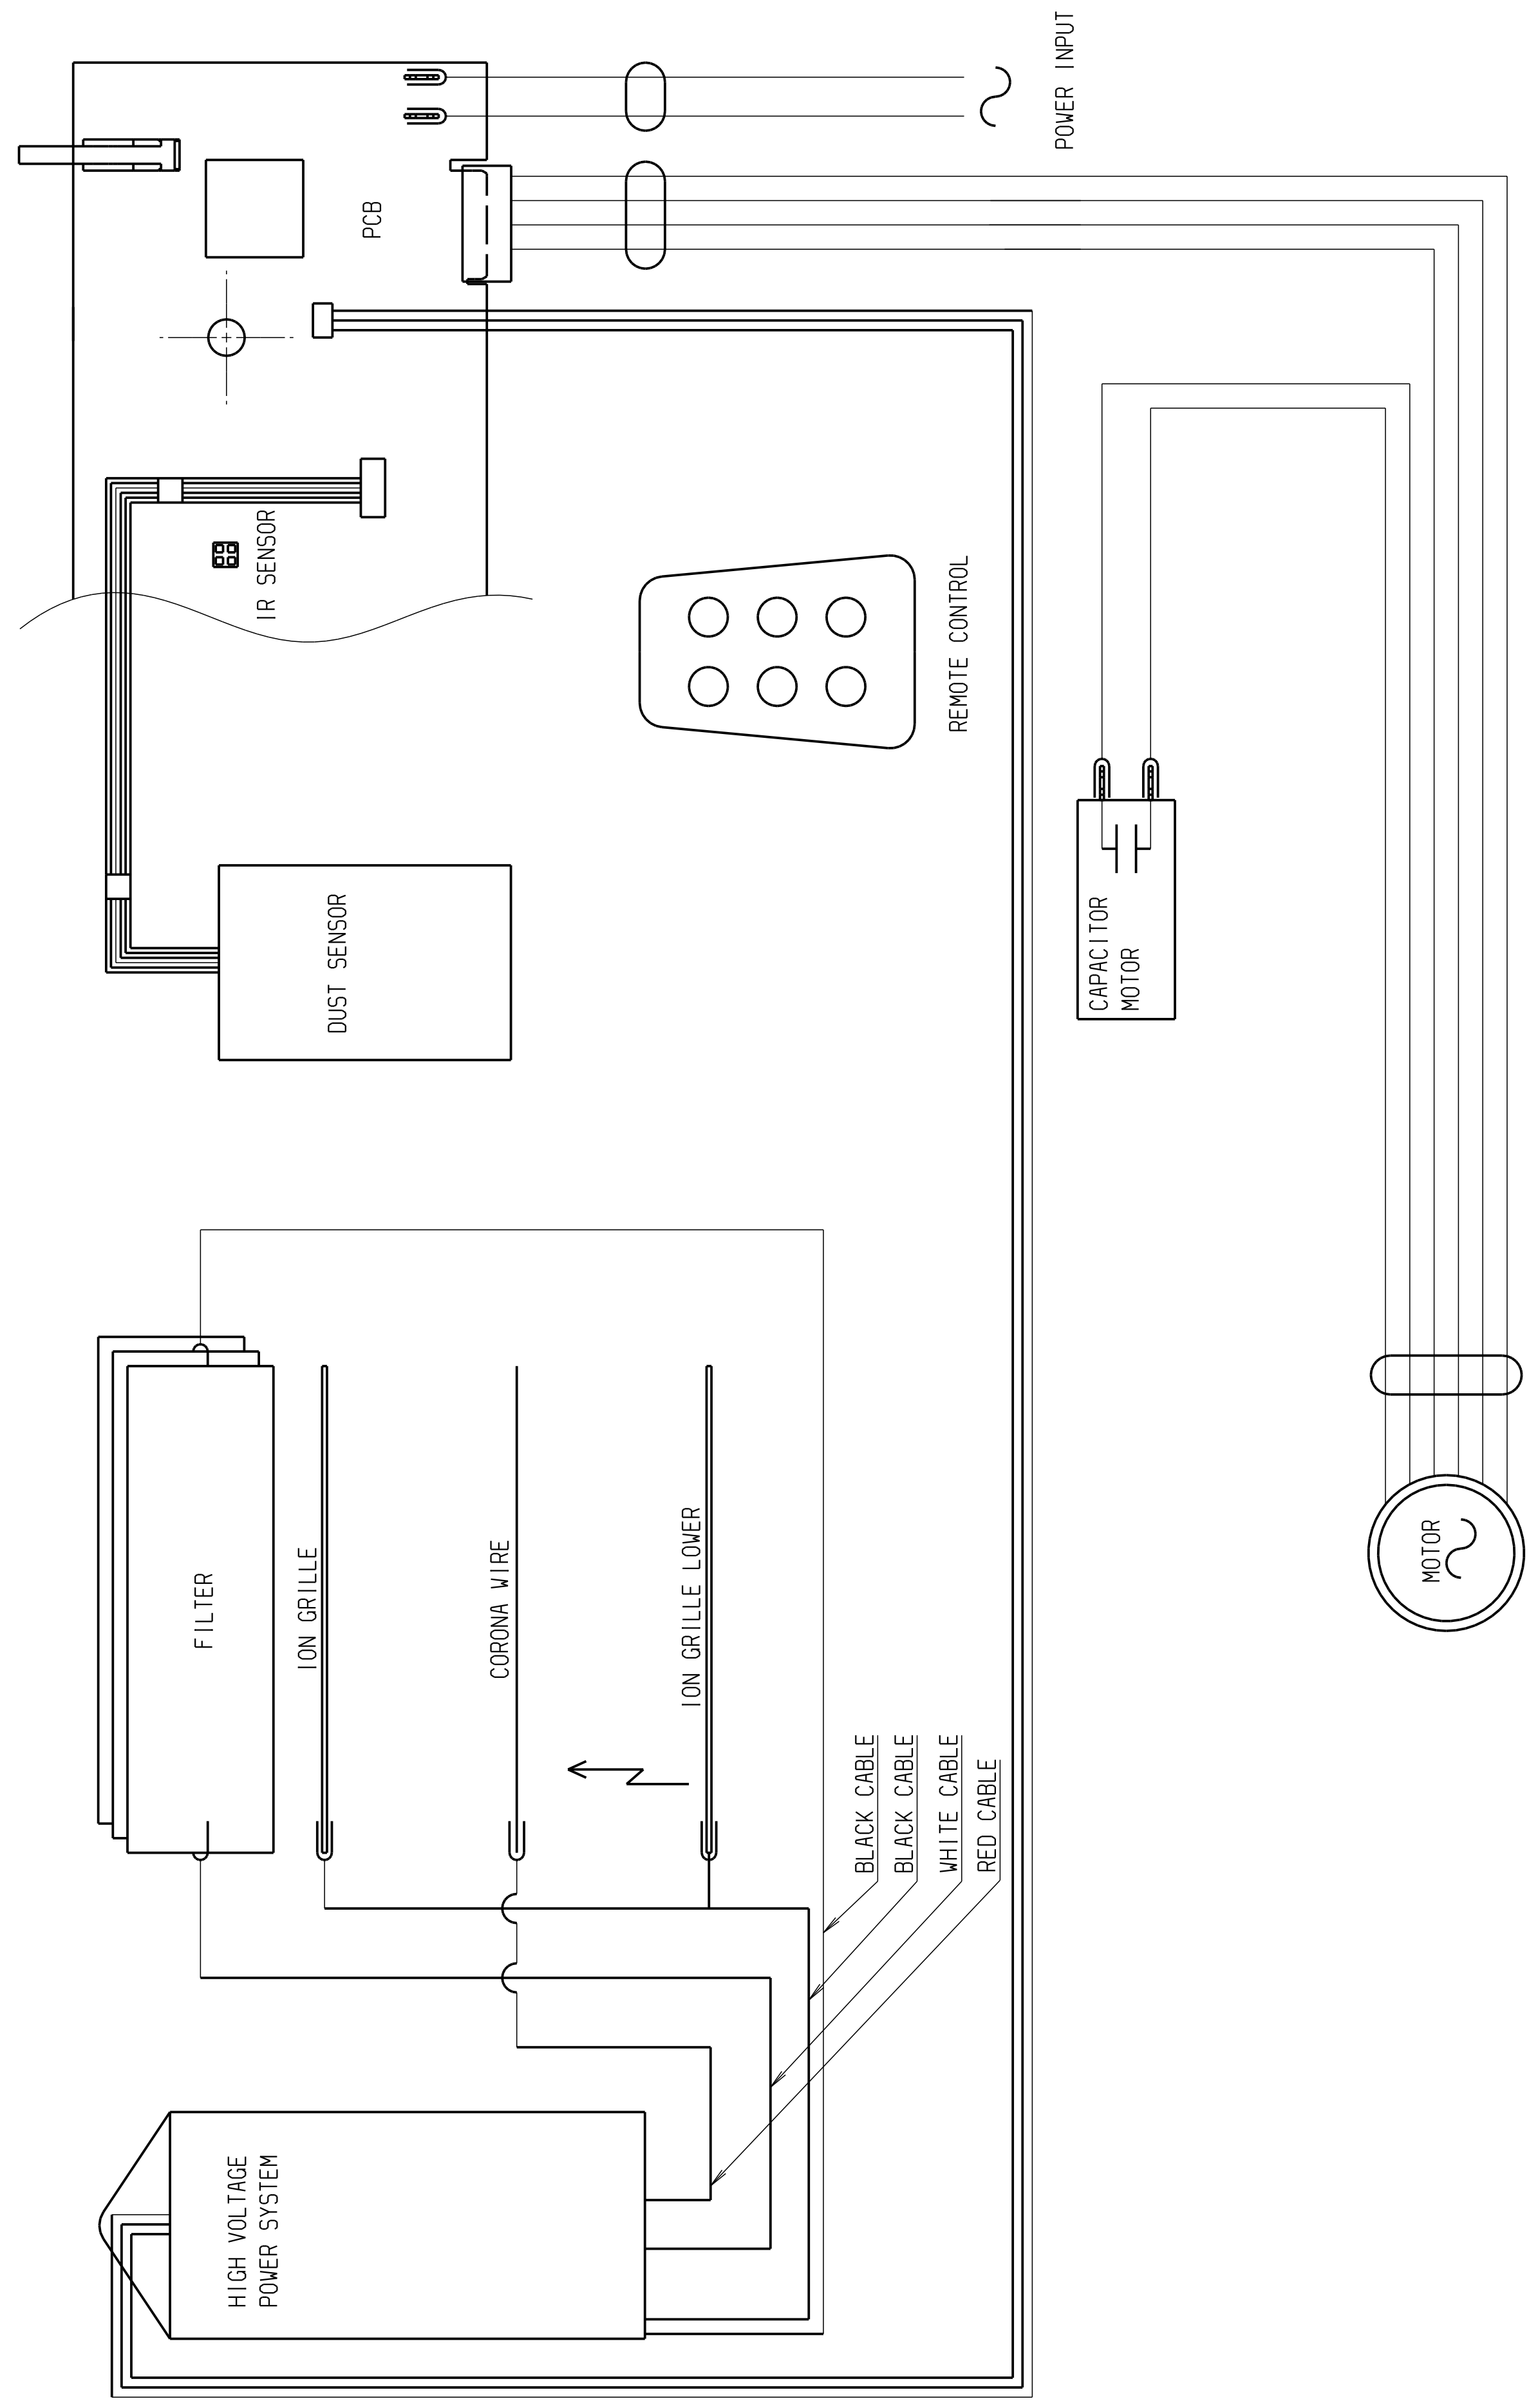 HIGH VOLTAGE
POWER SYSTEM
FILTER
ION GRILLE
CORONA WIRE
ION GRILLE LOWER
BLACK CABLE
BLACK CABLE
WHITE CABLE
RED CABLE
DUST SENSOR
IR SENSOR
PCB
REMOTE CONTROL
POWER INPUT
CAPACITOR
MOTOR
MOTOR